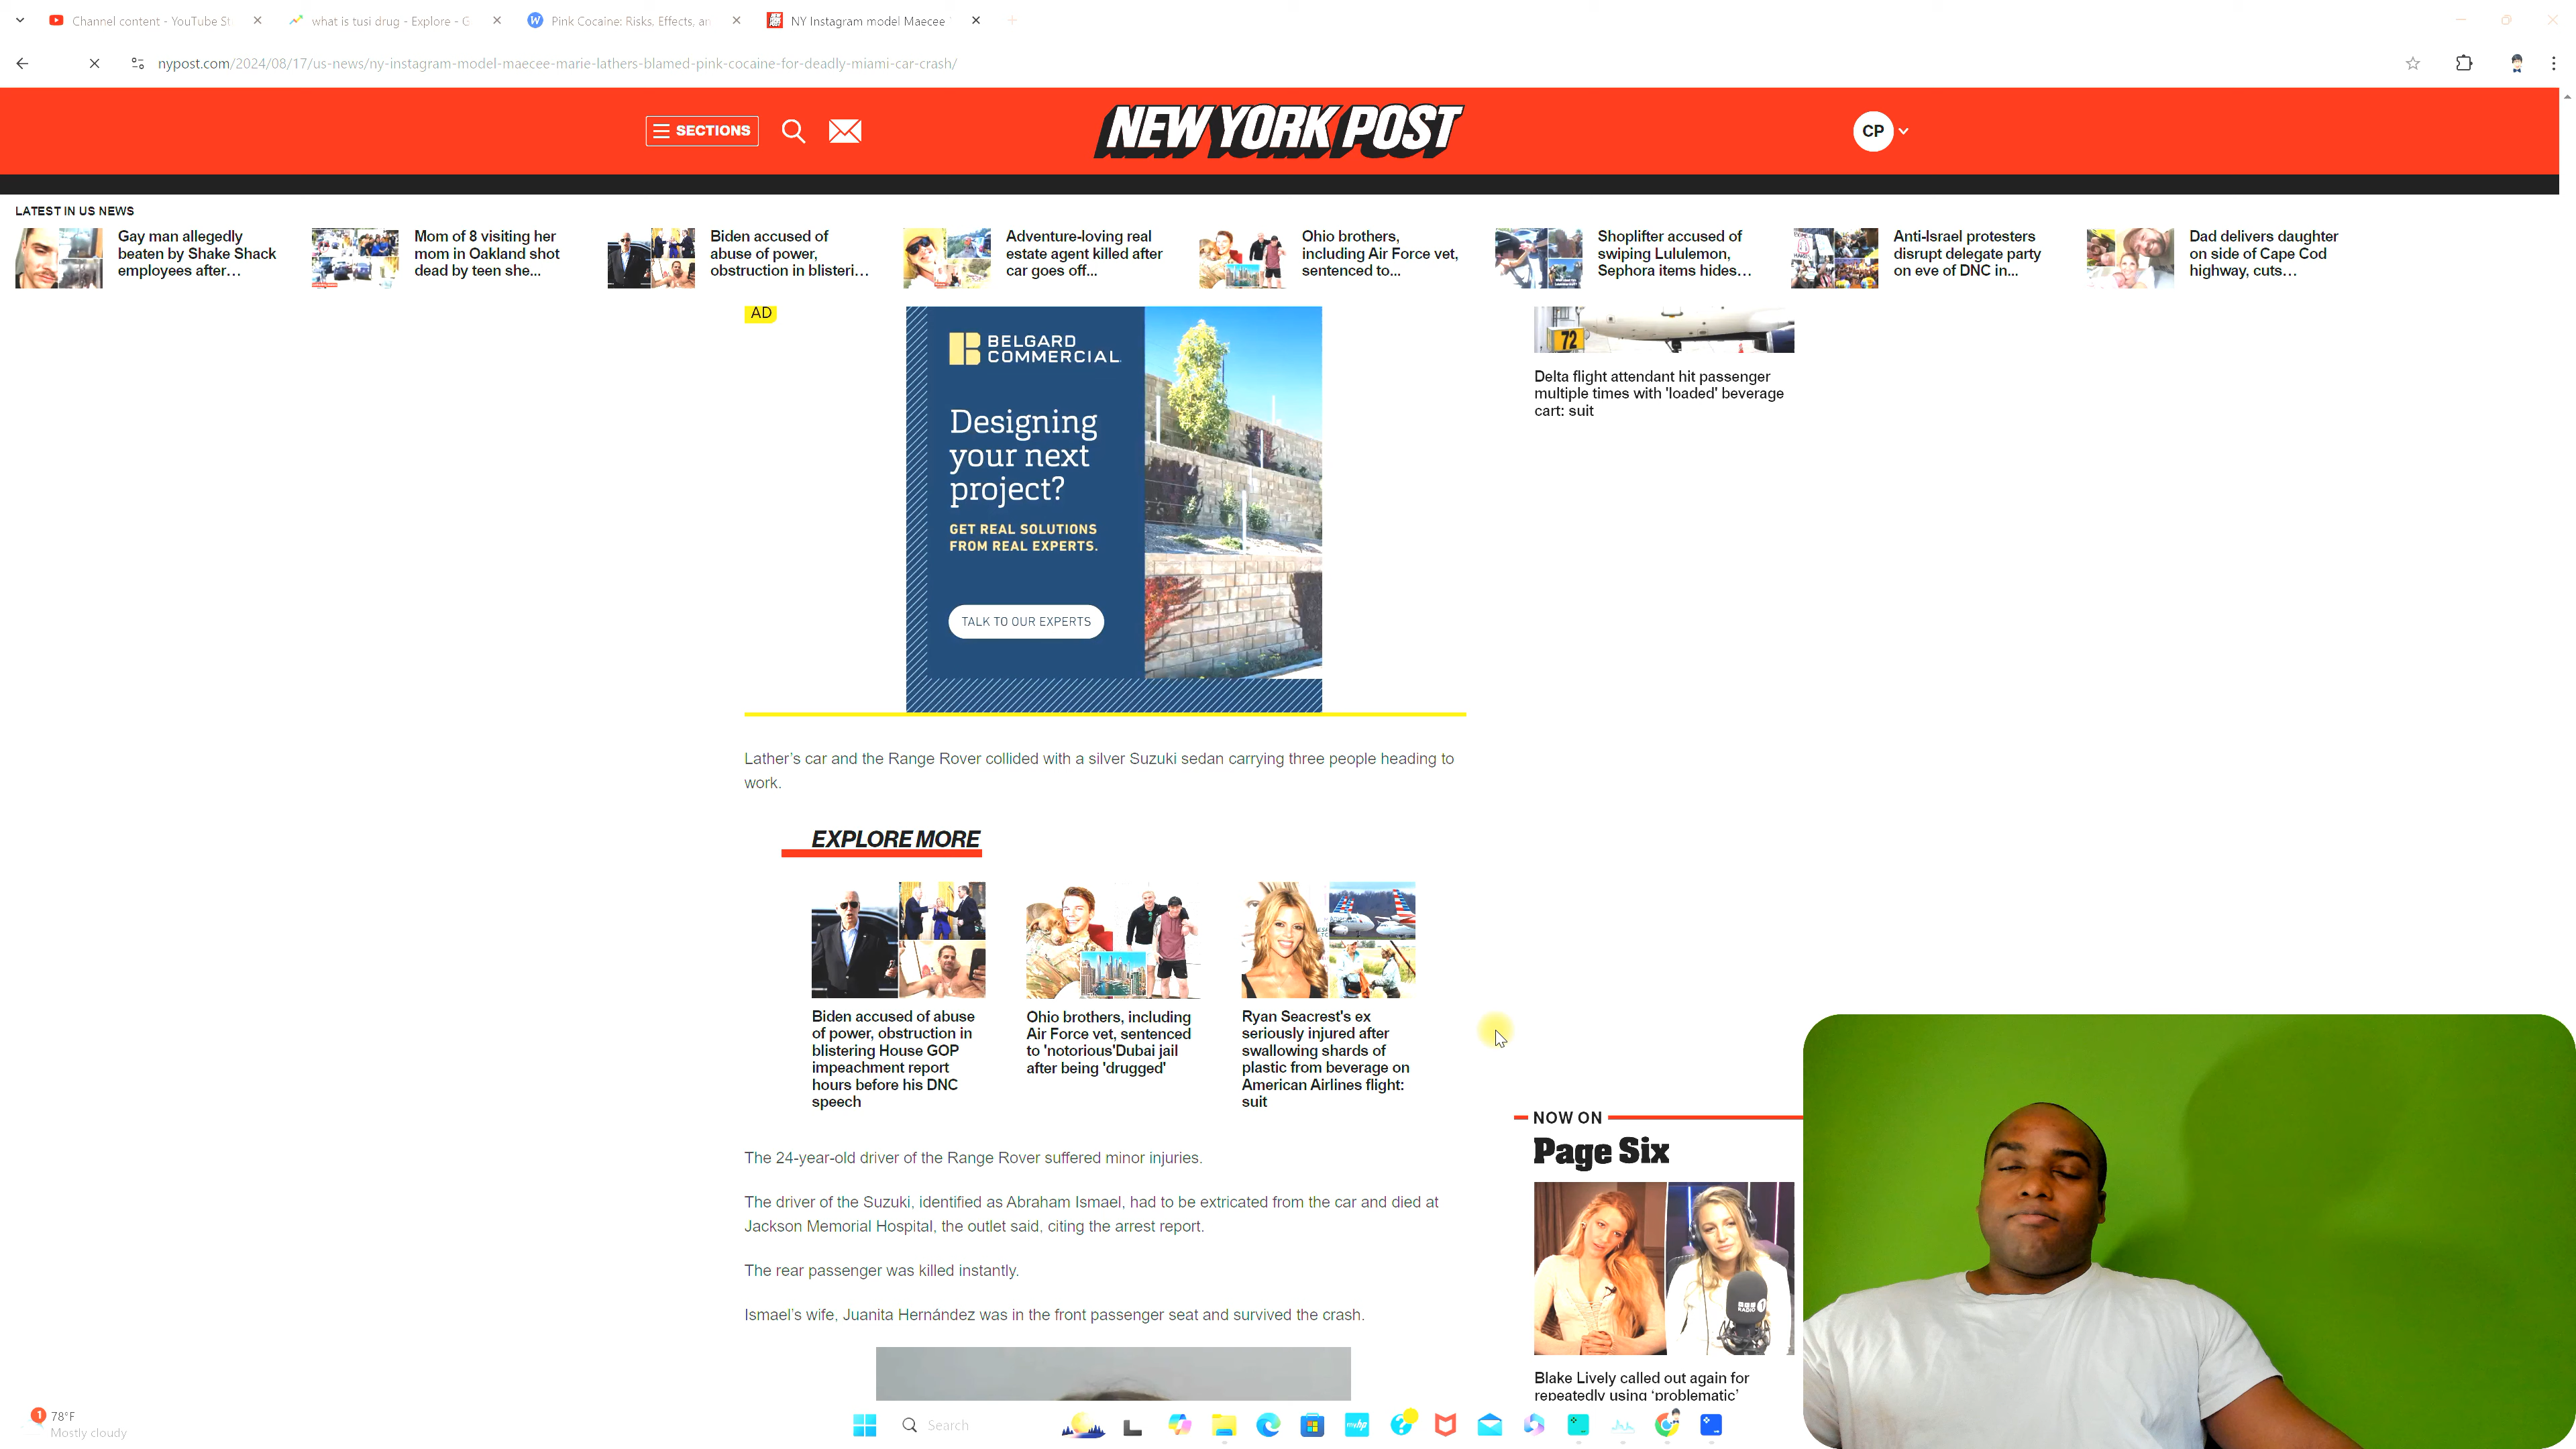 Channel content - YouTube St
what is tusi drug - Explore - G
Pink Cocaine: Risks, Effects, an
NY Instagram model Maecee
nypost.com/2024/08/17/us-news/ny-instagram-model-maecee-marie-lathers-blamed-pink-cocaine-for-deadly-miami-car-crash/
SECTIONS
NEW YORK POST
CP
LATEST IN US NEWS
Gay man allegedly
beaten by Shake Shack
employees after...
Mom of 8 visiting her
mom in Oakland shot
dead by teen she...
Biden accused of
abuse of power,
obstruction in blisteri...
Adventure-loving real
estate agent killed after
car goes off...
Ohio brothers,
including Air Force vet,
sentenced to...
Shoplifter accused of
swiping Lululemon,
Sephora items hides...
Anti-Israel protesters
disrupt delegate party
on eve of DNC in...
Dad delivers daughter
on side of Cape Cod
highway, cuts...
AD
BELGARD
COMMERCIAL
Designing
your next
project?
GET REAL SOLUTIONS
FROM REAL EXPERTS.
TALK TO OUR EXPERTS
72
Delta flight attendant hit passenger
multiple times with 'loaded' beverage
cart: suit
Lather's car and the Range Rover collided with a silver Suzuki sedan carrying three people heading to
work.
EXPLORE MORE
Biden accused of abuse
of power, obstruction in
blistering House GOP
impeachment report
hours before his DNC
speech
Ohio brothers, including
Air Force vet, sentenced
to 'notorious'Dubai jail
after being 'drugged'
Ryan Seacrest's ex
seriously injured after
swallowing shards of
plastic from beverage on
American Airlines flight:
suit
The 24-year-old driver of the Range Rover suffered minor injuries.
The driver of the Suzuki, identified as Abraham Ismael, had to be extricated from the car and died at
Jackson Memorial Hospital, the outlet said, citing the arrest report.
The rear passenger was killed instantly.
Ismael's wife, Juanita Hernández was in the front passenger seat and survived the crash.
NOW ON
Page Six
BBC
RADIO 1
Blake Lively called out again for
repeatedly using 'problematic'
1
78°F
Mostly cloudy
Search
myhp